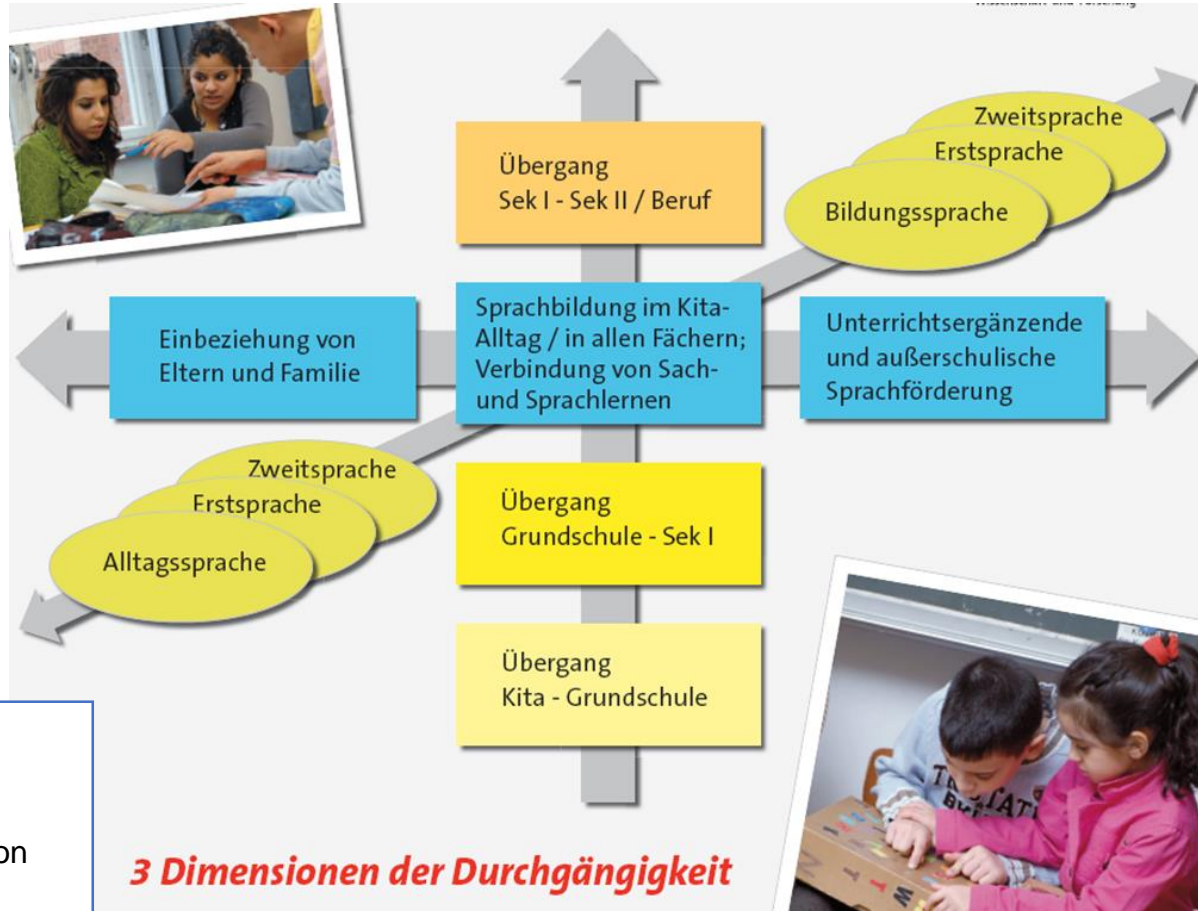 Zweitsprache
Erstsprache
Bildungssprache
Übergang
Sek I - Sek II / Beruf
Einbeziehung von
Eltern und Familie
Sprachbildung im Kita-
Alltag / in allen Fächern;
Verbindung von Sach-
und Sprachlernen
Unterrichtsergänzende
und außerschulische
Sprachförderung
Zweitsprache
Erstsprache
Alltagssprache
Übergang
Grundschule - Sek I
Übergang
Kita - Grundschule
on
3 Dimensionen der Durchgängigkeit